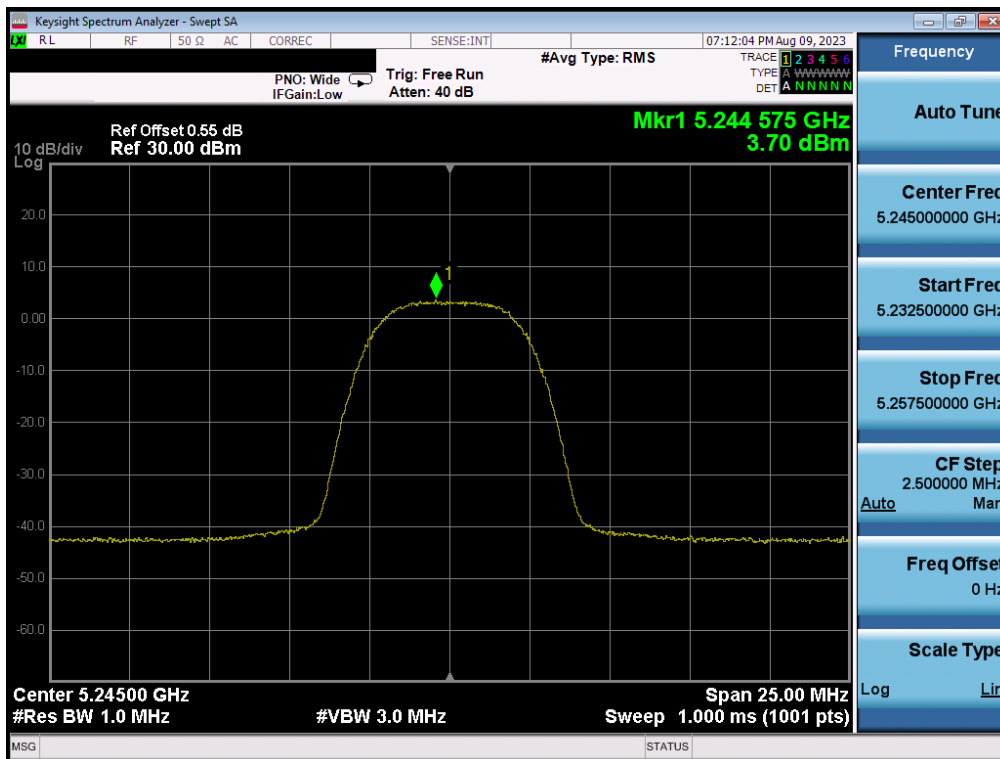 Keysight Spectrum Analyzer - Swept SA
LXI RL RF 50 Ω AC CORREC SENSE:INT 07:12:04 PM Aug 09, 2023
#Avg Type: RMS
TRACE 1 2 3 4 5 6
PNO: Wide Trig: Free Run
TYPE A WWWWW
IFGain:Low Atten: 40 dB
DET A N N N N N
Mkr1 5.244 575 GHz
3.70 dBm
Ref Offset 0.55 dB
10 dB/div Ref 30.00 dBm
Log
1
20.0
10.0
0.00
-10.0
-20.0
-30.0
-40.0
-50.0
-60.0
Center 5.24500 GHz Span 25.00 MHz
#Res BW 1.0 MHz #VBW 3.0 MHz Sweep 1.000 ms (1001 pts)
MSG STATUS
Frequency
Auto Tune
Center Freq
5.245000000 GHz
Start Freq
5.232500000 GHz
Stop Freq
5.257500000 GHz
CF Step
2.500000 MHz
Auto Man
Freq Offset
0 Hz
Scale Type
Log Lin